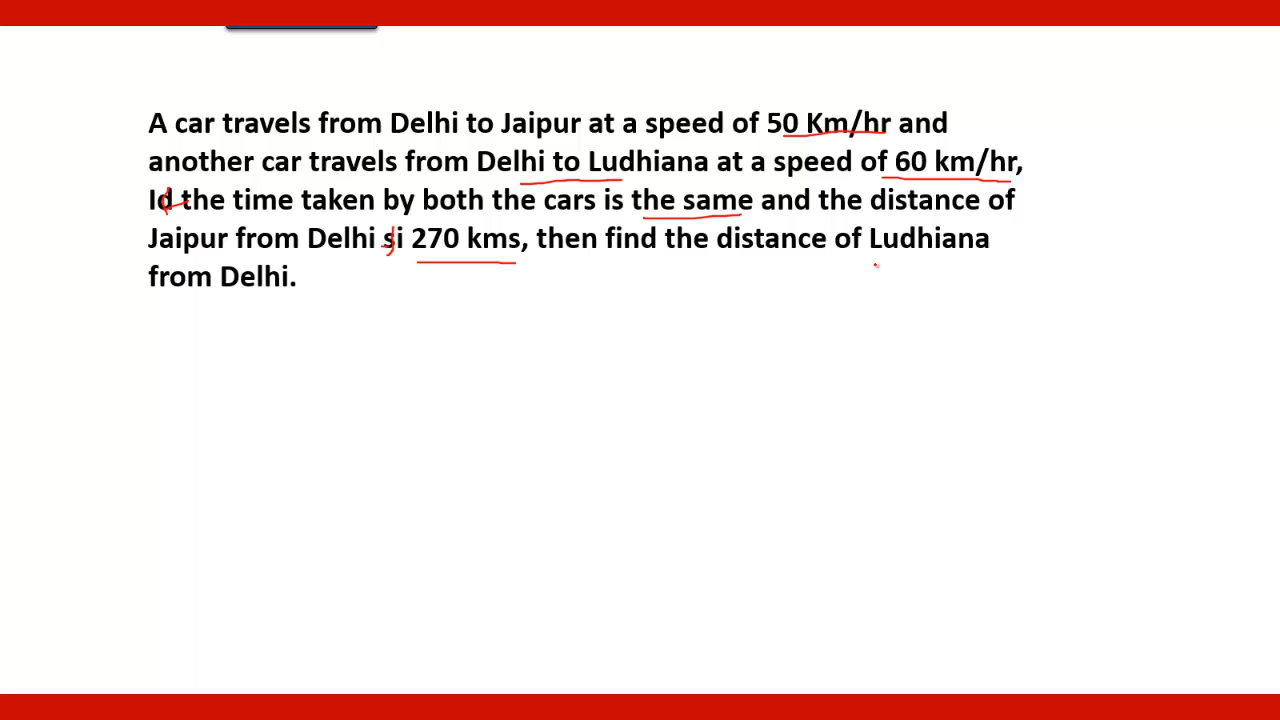 A car travels from Delhi to Jaipur at a speed of 50 Km/hr and
another car travels from Delhi to Ludhiana at a speed of 60 km/hr,
Id the time taken by both the cars is the same and the distance of
Jaipur from Delhi si 270 kms, then find the distance of Ludhiana
from Delhi.